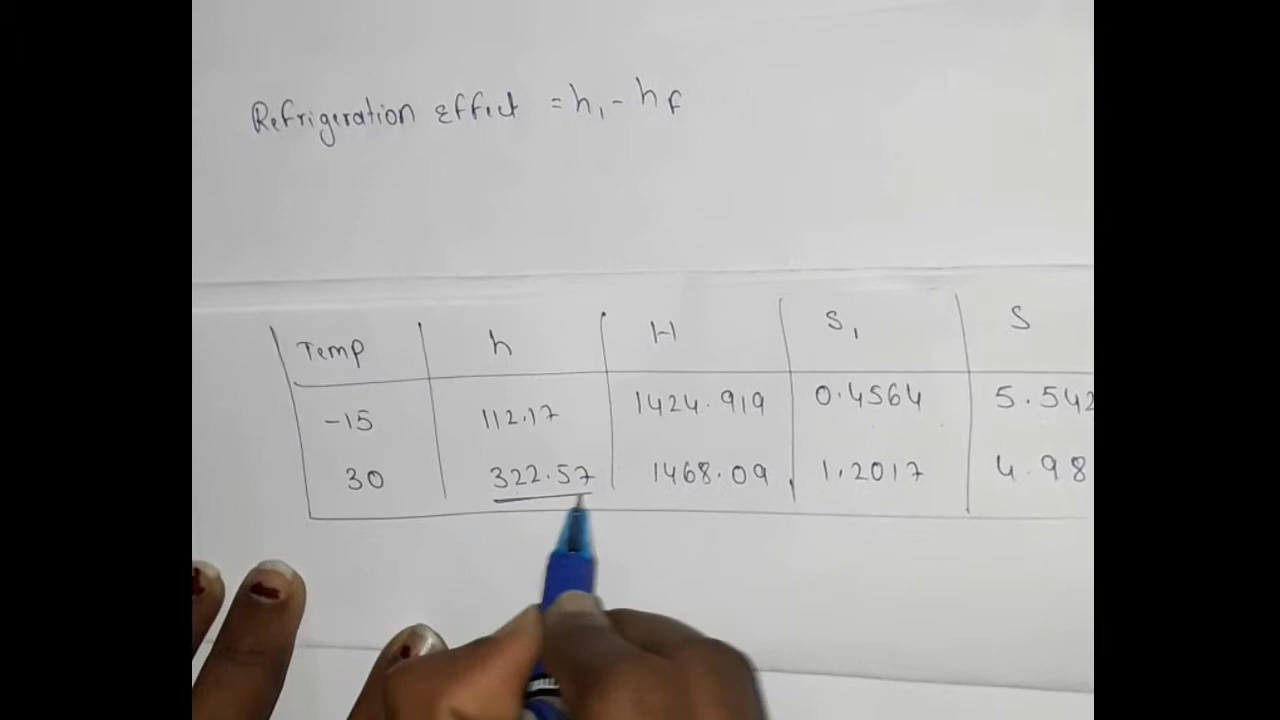 Refrigeration Effect = h₁ - hf
Temp h H S₁ S
-15 112.17 1424.919 0.4564 5.542
30 322.57 1468.09 1.2017 4.98